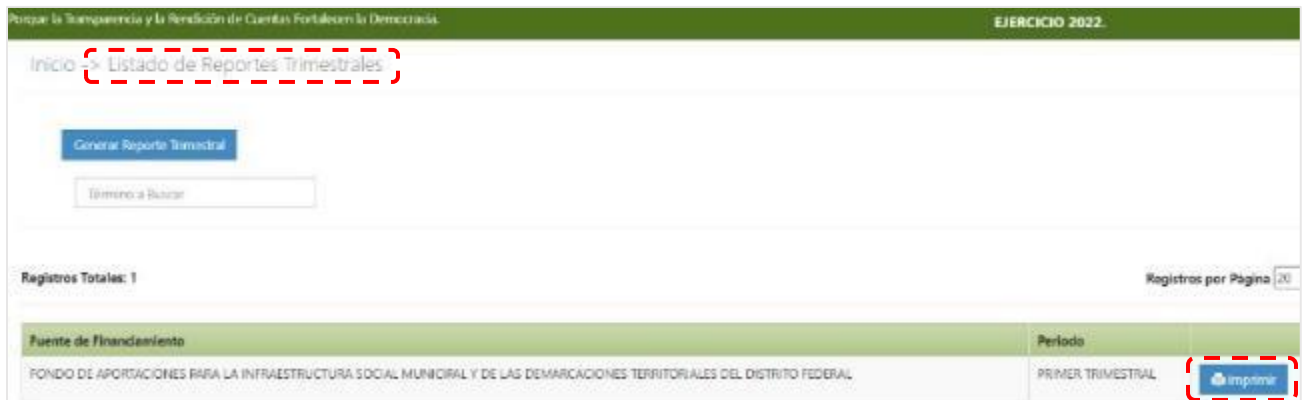 Porque la Transparencia y la Rendición de Cuentas Fortalecen la Democracia.
EJERCICIO 2022.
Inicio -> Listado de Reportes Trimestrales
Generar Reporte Trimestral
Término a Buscar
Registros Totales: 1
Registros por Página 20
Fuente de Financiamiento Periodo
FONDO DE APORTACIONES PARA LA INFRAESTRUCTURA SOCIAL MUNICIPAL Y DE LAS DEMARCACIONES TERRITORIALES DEL DISTRITO FEDERAL PRIMER TRIMESTRAL Imprimir